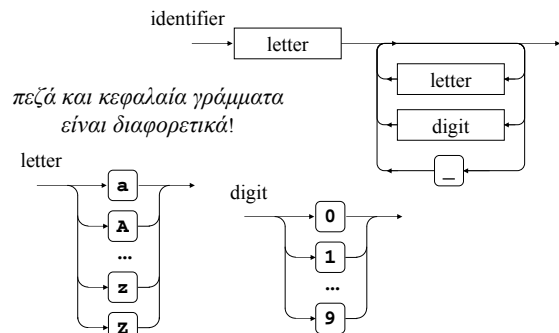 identifier
letter
letter
πεζά και κεφαλαία γράμματα
είναι διαφορετικά!
digit
_
letter
a
A
...
z
Z
digit
0
1
...
9